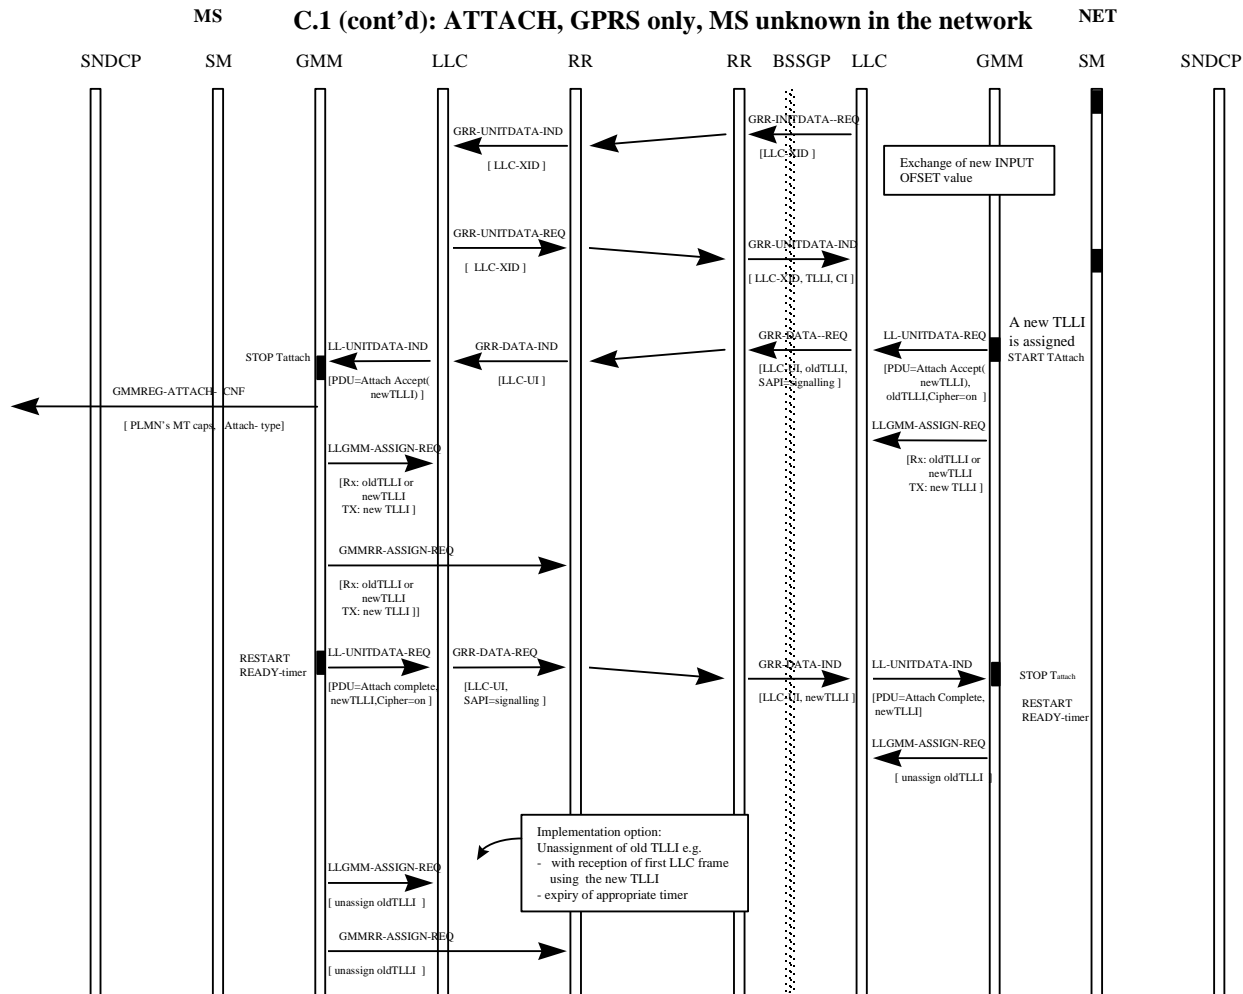 MS
C.1 (cont'd): ATTACH, GPRS only, MS unknown in the network
NET
SNDCP SM GMM LLC RR RR BSSGP LLC GMM SM SNDCP
GRR-UNITDATA-IND
[ LLC-XID ]
GRR-INITDATA--REQ
[LLC-XID ]
Exchange of new INPUT
OFSET value
GRR-UNITDATA-REQ
[ LLC-XID ]
GRR-UNITDATA-IND
[ LLC-XID, TLLI, CI ]
A new TLLI
is assigned
START TAttach
LL-UNITDATA-REQ
[PDU=Attach Accept(
newTLLI),
oldTLLI,Cipher=on ]
GRR-DATA--REQ
[LLC-UI, oldTLLI,
SAPI=signalling ]
GRR-DATA-IND
[LLC-UI ]
LL-UNITDATA-IND
[PDU=Attach Accept(
newTLLI) ]
STOP Tattach
GMMREG-ATTACH- CNF
[ PLMN's MT caps, Attach- type]
LLGMM-ASSIGN-REQ
[Rx: oldTLLI or
newTLLI
TX: new TLLI ]
LLGMM-ASSIGN-REQ
[Rx: oldTLLI or
newTLLI
TX: new TLLI ]
GMMRR-ASSIGN-REQ
[Rx: oldTLLI or
newTLLI
TX: new TLLI ]]
RESTART
READY-timer
LL-UNITDATA-REQ
[PDU=Attach complete,
newTLLI,Cipher=on ]
GRR-DATA-REQ
[LLC-UI,
SAPI=signalling ]
GRR-DATA-IND
[LLC-UI, newTLLI ]
LL-UNITDATA-IND
[PDU=Attach Complete,
newTLLI]
STOP Tattach
RESTART
READY-timer
LLGMM-ASSIGN-REQ
[ unassign oldTLLI ]
Implementation option:
Unassignment of old TLLI e.g.
- with reception of first LLC frame
using the new TLLI
- expiry of appropriate timer
LLGMM-ASSIGN-REQ
[ unassign oldTLLI ]
GMMRR-ASSIGN-REQ
[ unassign oldTLLI ]